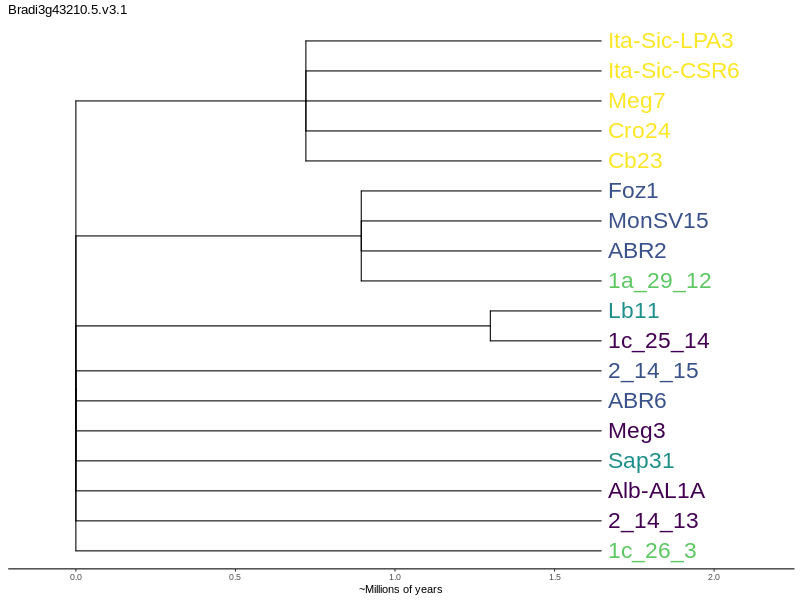 Bradi3g43210.5.v3.1
Ita-Sic-LPA3
Ita-Sic-CSR6
Meg7
Cro24
Cb23
Foz1
MonSV15
ABR2
1a_29_12
Lb11
1c_25_14
2_14_15
ABR6
Meg3
Sap31
Alb-AL1A
2_14_13
1c_26_3
0.0 0.5 1.0 1.5 2.0
~Millions of years